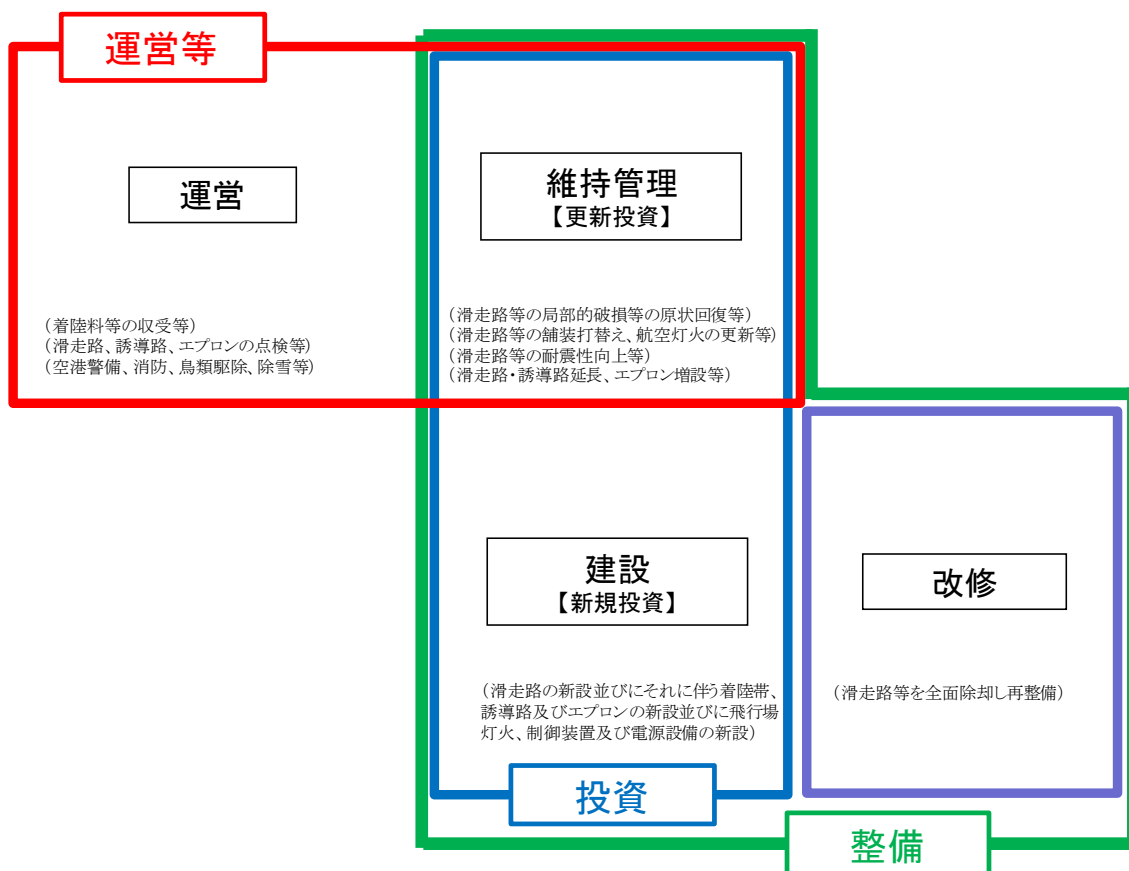 運営等
運営
(着陸料等の収受等)
(滑走路、誘導路、エプロンの点検等)
(空港警備、消防、鳥類駆除、除雪等)
維持管理
【更新投資】
(滑走路等の局部的破損等の原状回復等)
(滑走路等の舗装打替え、航空灯火の更新等)
(滑走路等の耐震性向上等)
(滑走路・誘導路延長、エプロン増設等)
建設
【新規投資】
(滑走路の新設並びにそれに伴う着陸帯、
誘導路及びエプロンの新設並びに飛行場
灯火、制御装置及び電源設備の新設)
改修
(滑走路等を全面除却し再整備)
投資
整備